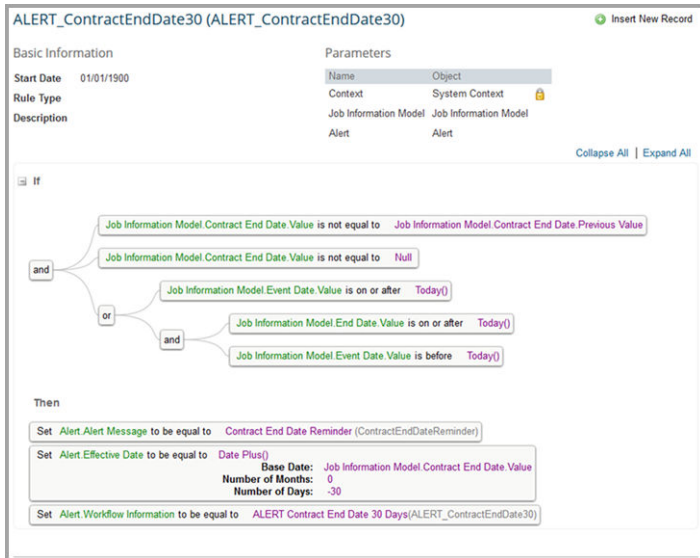 ALERT_ContractEndDate30 (ALERT_ContractEndDate30)
Insert New Record
Basic Information
Parameters
Start Date 01/01/1900
Rule Type
Description
Name Object
Context System Context
Job Information Model Job Information Model
Alert Alert
Collapse All | Expand All
If
Job Information Model.Contract End Date.Value is not equal to Job Information Model.Contract End Date.Previous Value
Job Information Model.Contract End Date.Value is not equal to Null
and
Job Information Model.Event Date.Value is on or after Today()
or
Job Information Model.End Date.Value is on or after Today()
and
Job Information Model.Event Date.Value is before Today()
Then
Set Alert.Alert Message to be equal to Contract End Date Reminder (ContractEndDateReminder)
Set Alert.Effective Date to be equal to Date Plus()
Base Date: Job Information Model.Contract End Date.Value
Number of Months: 0
Number of Days: -30
Set Alert.Workflow Information to be equal to ALERT Contract End Date 30 Days(ALERT_ContractEndDate30)